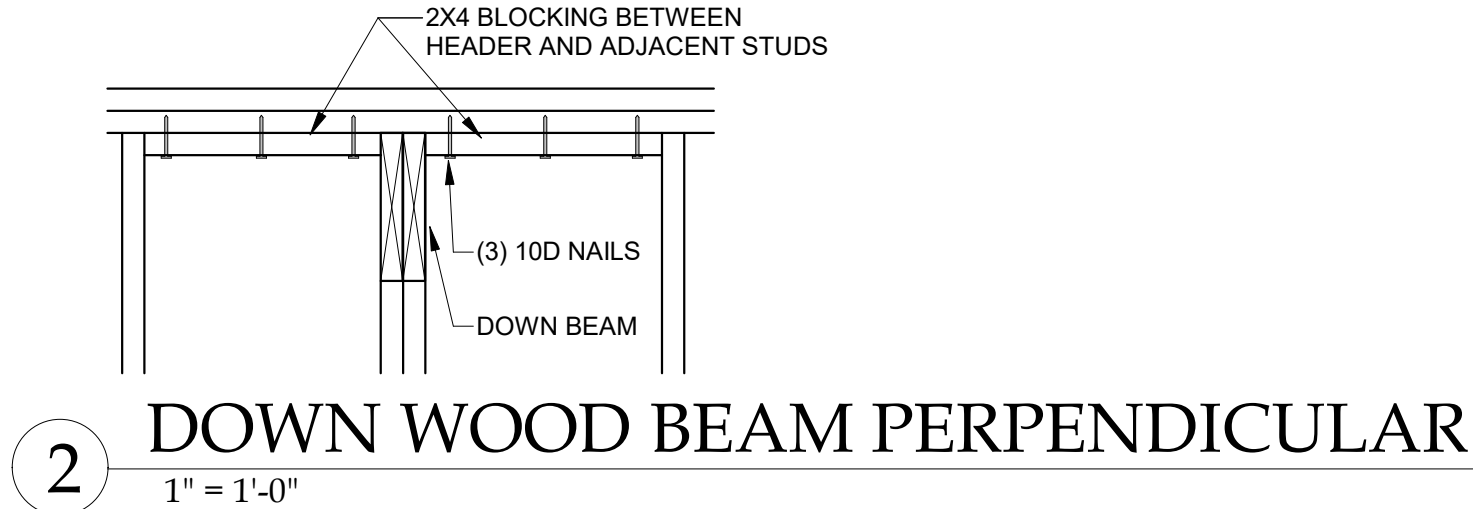 2X4 BLOCKING BETWEEN
HEADER AND ADJACENT STUDS
(3) 10D NAILS
DOWN BEAM
2
DOWN WOOD BEAM PERPENDICULAR
1" = 1'-0"